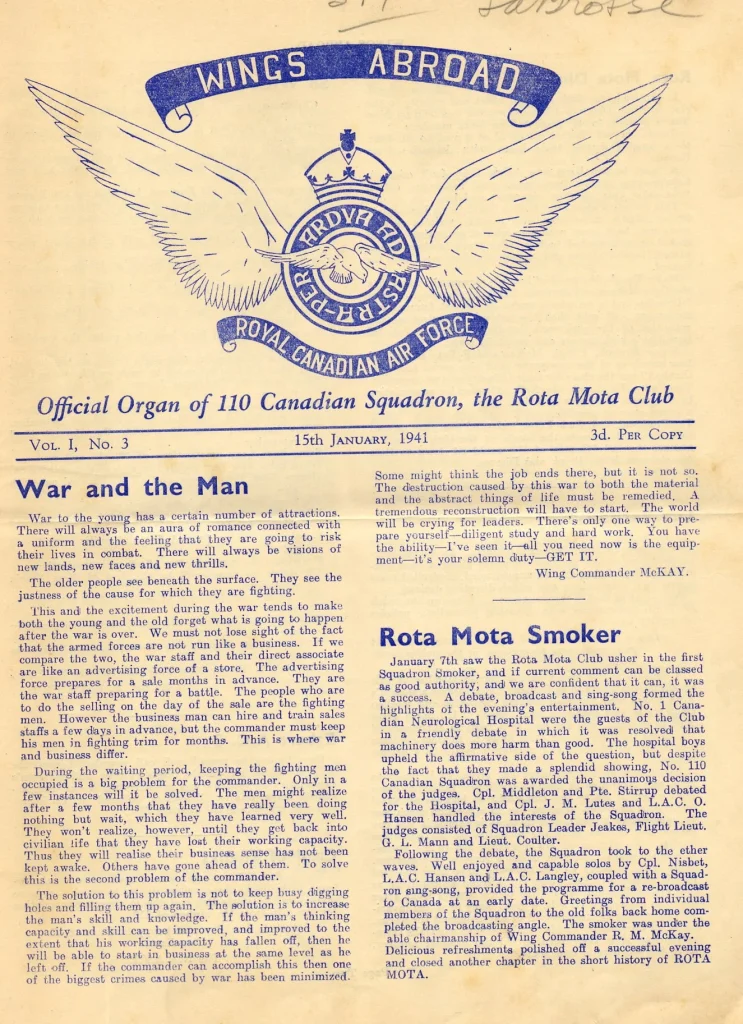 LaBrosse
WINGS ABROAD
PER ARDVA AD ASTRA
ROYAL CANADIAN AIR FORCE
Official Organ of 110 Canadian Squadron, the Rota Mota Club
Vol. I, No. 3 15th January, 1941 3d. Per Copy
War and the Man
War to the young has a certain number of attractions.
There will always be an aura of romance connected with
a uniform and the feeling that they are going to risk
their lives in combat. There will always be visions of
new lands, new faces and new thrills.
The older people see beneath the surface. They see the
justness of the cause for which they are fighting.
This and the excitement during the war tends to make
both the young and the old forget what is going to happen
after the war is over. We must not lose sight of the fact
that the armed forces are not run like a business. If we
compare the two, the war staff and their direct associate
are like an advertising force of a store. The advertising
force prepares for a sale months in advance. They are
the war staff preparing for a battle. The people who are
to do the selling on the day of the sale are the fighting
men. However the business man can hire and train sales
staffs a few days in advance, but the commander must keep
his men in fighting trim for months. This is where war
and business differ.
During the waiting period, keeping the fighting men
occupied is a big problem for the commander. Only in a
few instances will it be solved. The men might realize
after a few months that they have really been doing
nothing but wait, which they have learned very well.
They won't realize, however, until they get back into
civilian life that they have lost their working capacity.
Thus they will realise their business sense has not been
kept awake. Others have gone ahead of them. To solve
this is the second problem of the commander.
The solution to this problem is not to keep busy digging
holes and filling them up again. The solution is to increase
the man's skill and knowledge. If the man's thinking
capacity and skill can be improved, and improved to the
extent that his working capacity has fallen off, then he
will be able to start in business at the same level as he
left off. If the commander can accomplish this then one
of the biggest crimes caused by war has been minimized.
Some might think the job ends there, but it is not so.
The destruction caused by this war to both the material
and the abstract things of life must be remedied. A
tremendous reconstruction will have to start. The world
will be crying for leaders. There's only one way to pre-
pare yourself—diligent study and hard work. You have
the ability—I've seen it—all you need now is the equip-
ment—it's your solemn duty—GET IT.
Wing Commander McKAY.
Rota Mota Smoker
January 7th saw the Rota Mota Club usher in the first
Squadron Smoker, and if current comment can be classed
as good authority, and we are confident that it can, it was
a success. A debate, broadcast and sing-song formed the
highlights of the evening's entertainment. No. 1 Cana-
dian Neurological Hospital were the guests of the Club
in a friendly debate in which it was resolved that
machinery does more harm than good. The hospital boys
upheld the affirmative side of the question, but despite
the fact that they made a splendid showing, No. 110
Canadian Squadron was awarded the unanimous decision
of the judges. Cpl. Middleton and Pte. Stirrup debated
for the Hospital, and Cpl. J. M. Lutes and L.A.C. O.
Hansen handled the interests of the Squadron. The
judges consisted of Squadron Leader Jeakes, Flight Lieut.
G. L. Mann and Lieut. Coulter.
Following the debate, the Squadron took to the ether
waves. Well enjoyed and capable solos by Cpl. Nisbet,
L.A.C. Hansen and L.A.C. Langley, coupled with a Squad-
ron sing-song, provided the programme for a re-broadcast
to Canada at an early date. Greetings from individual
members of the Squadron to the old folks back home com-
pleted the broadcasting angle. The smoker was under the
able chairmanship of Wing Commander R. M. McKay.
Delicious refreshments polished off a successful evening
and closed another chapter in the short history of ROTA
MOTA.